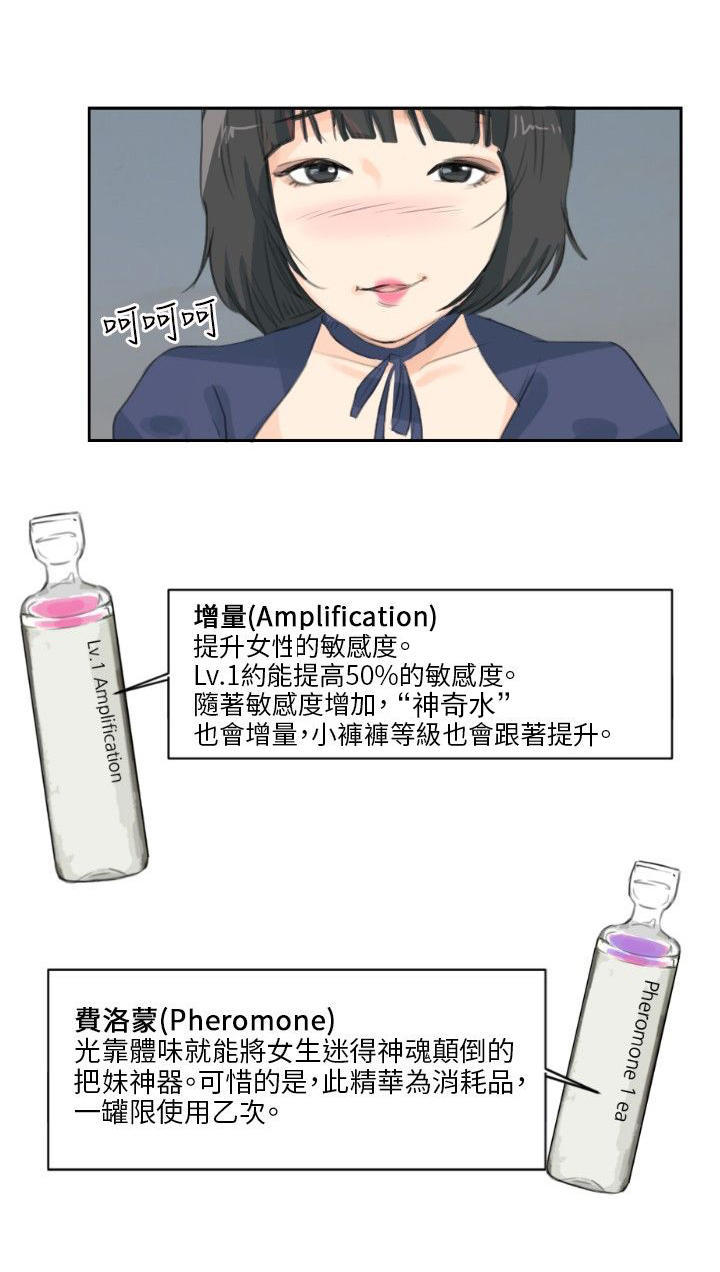 呵呵呵
Lv.1 Amplification
增量(Amplification)
提升女性的敏感度。
Lv.1約能提高50%的敏感度。
隨著敏感度增加，“神奇水”
也會增量，小褲褲等級也會跟著提升。
費洛蒙(Pheromone)
光靠體味就能將女生迷得神魂顛倒的
把妹神器。可惜的是，此精華為消耗品，
一罐限使用乙次。
Pheromone 1 ea